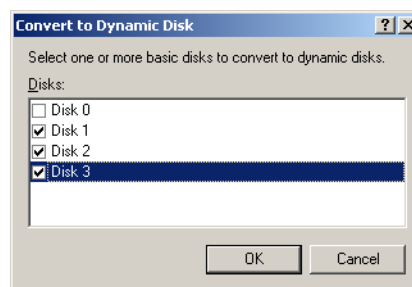 Convert to Dynamic Disk
Select one or more basic disks to convert to dynamic disks.
Disks:
Disk 0
Disk 1
Disk 2
Disk 3
OK Cancel